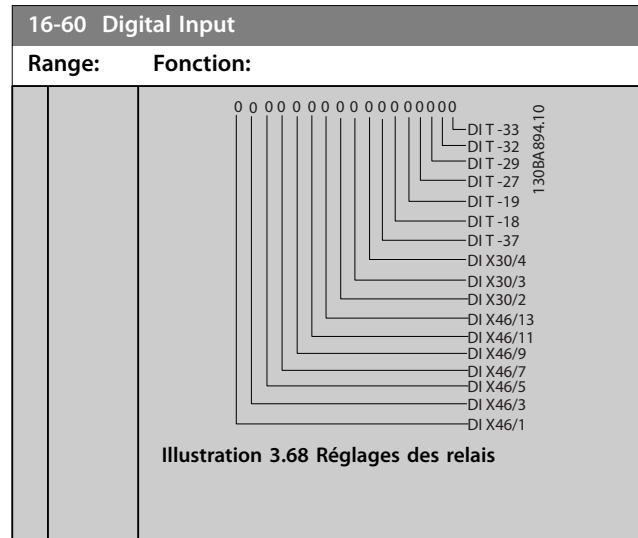 16-60 Digital Input
Range: Fonction:
0 0 0 0 0 0 0 0 0 0 0 0 0 0 0 0 0
DI T -33
DI T -32
DI T -29
DI T -27
DI T -19
DI T -18
DI T -37
DI X30/4
DI X30/3
DI X30/2
DI X46/13
DI X46/11
DI X46/9
DI X46/7
DI X46/5
DI X46/3
DI X46/1
130BA894.10
Illustration 3.68 Réglages des relais